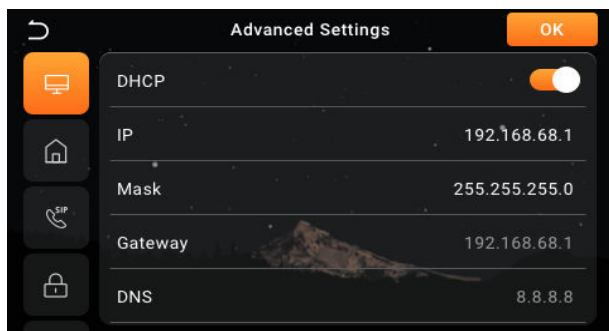 Advanced Settings OK
DHCP
IP 192.168.68.1
Mask 255.255.255.0
SIP
Gateway 192.168.68.1
DNS 8.8.8.8